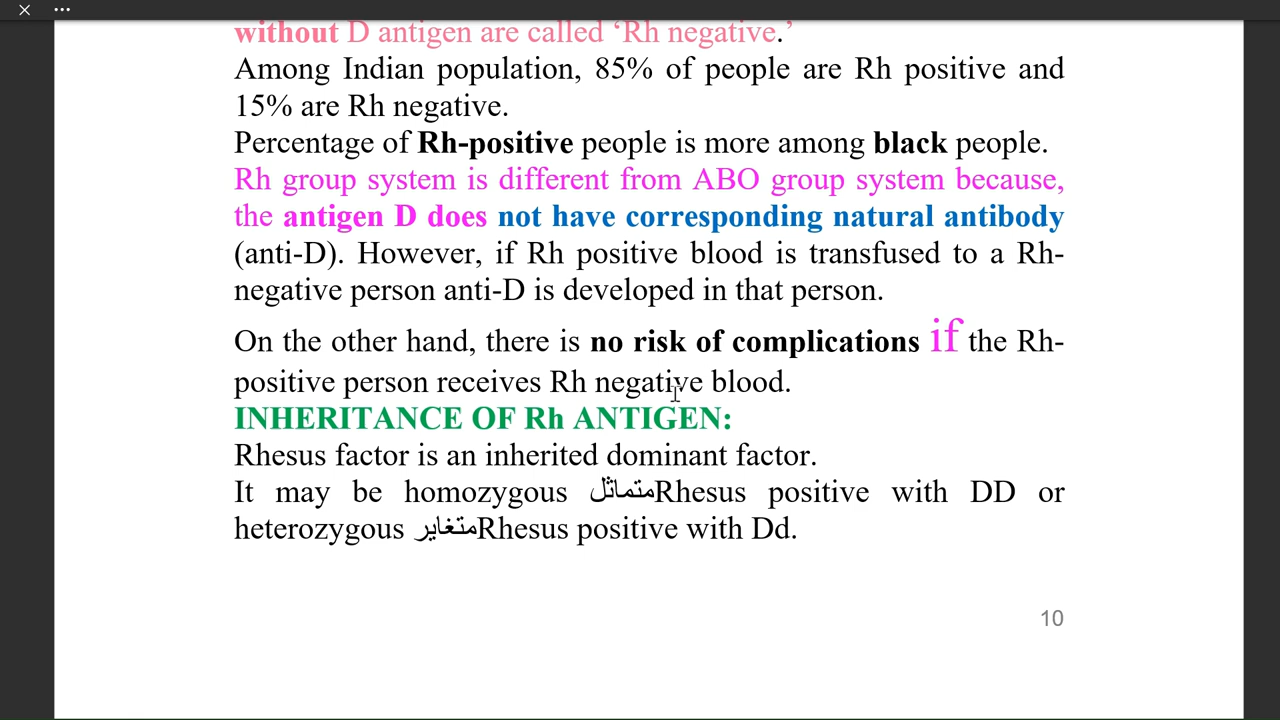 without D antigen are called ‘Rh negative.’
Among Indian population, 85% of people are Rh positive and
15% are Rh negative.
Percentage of Rh-positive people is more among black people.
Rh group system is different from ABO group system because,
the antigen D does not have corresponding natural antibody
(anti-D). However, if Rh positive blood is transfused to a Rh-
negative person anti-D is developed in that person.
On the other hand, there is no risk of complications if the Rh-
positive person receives Rh negative blood.
INHERITANCE OF Rh ANTIGEN:
Rhesus factor is an inherited dominant factor.
It may be homozygous متماثلRhesus positive with DD or
heterozygous متغايرRhesus positive with Dd.
10